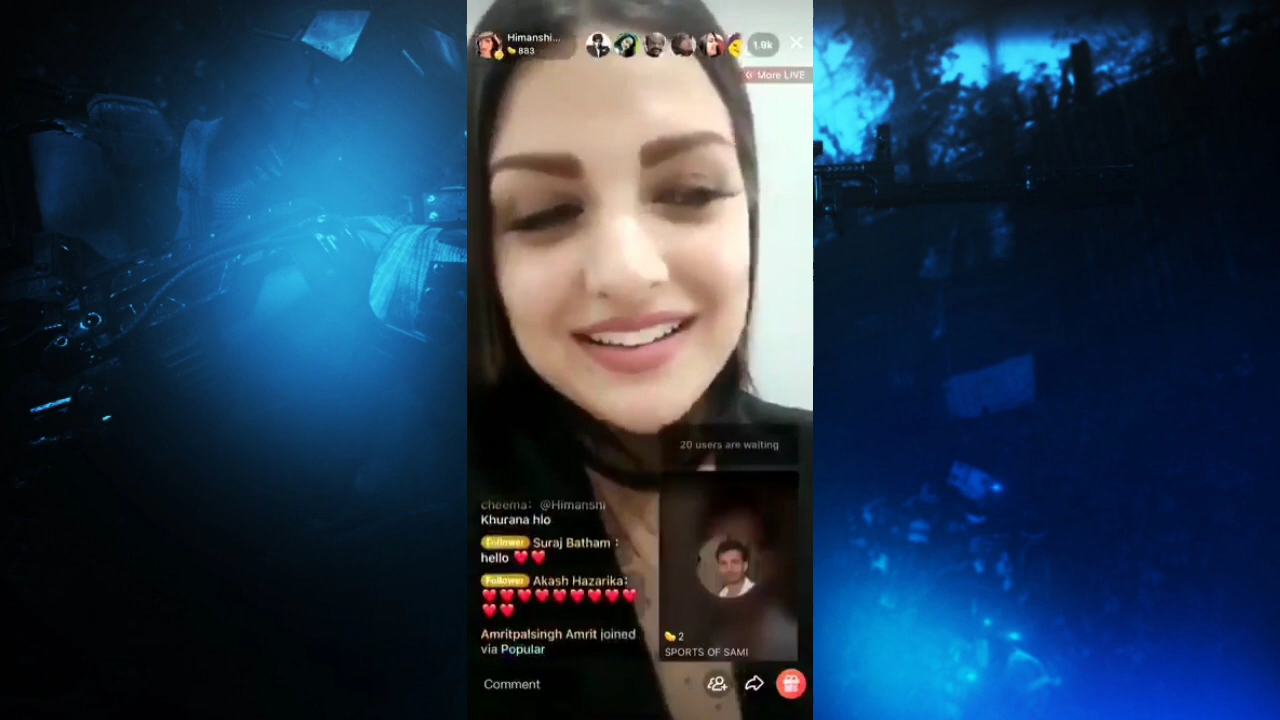 Himanshi...
883
1.9k
More LIVE
20 users are waiting
cheema: @Himanshi
Khurana hlo
Follower Suraj Batham :
hello ❤️❤️
Follower Akash Hazarika:
❤️❤️❤️❤️❤️❤️❤️❤️❤️
❤️❤️
Amritpalsingh Amrit joined
via Popular
2
SPORTS OF SAMI
Comment